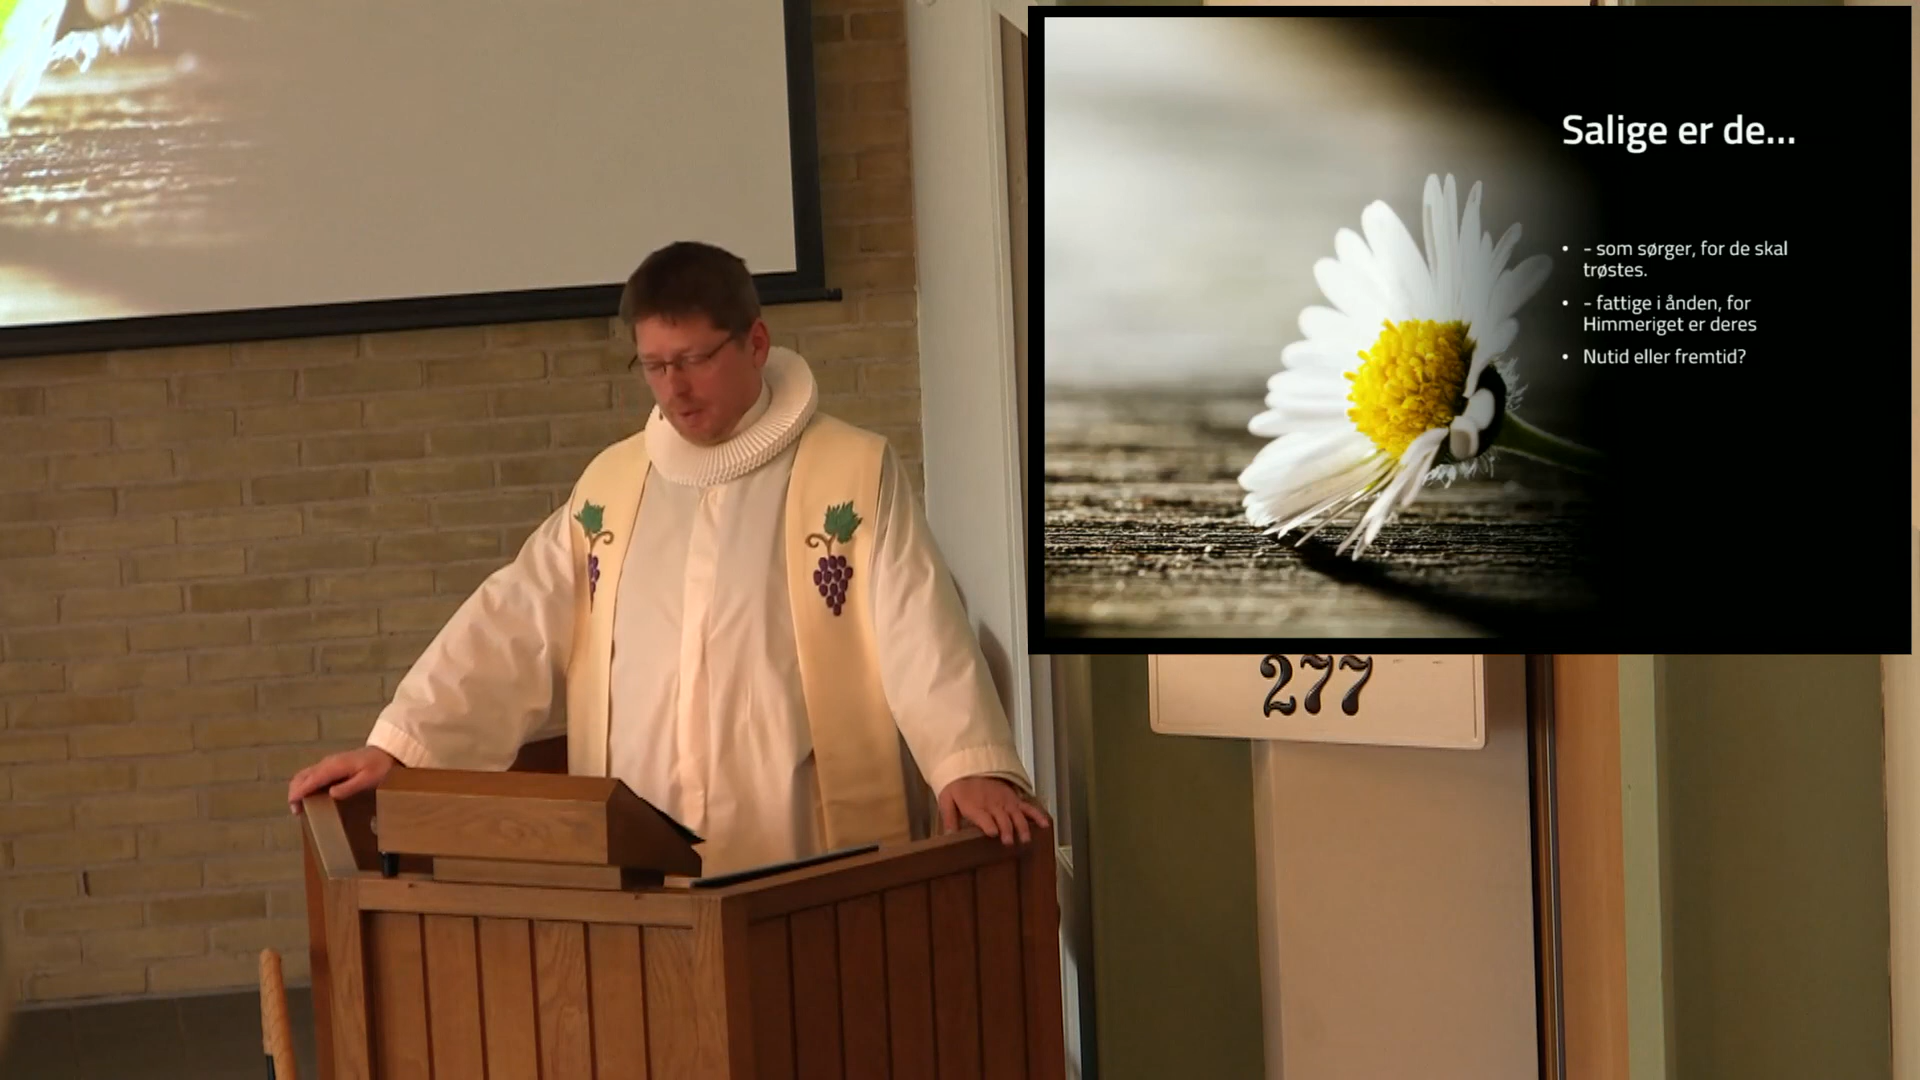 Salige er de...
• - som sørger, for de skal
trøstes.
• - fattige i ånden, for
Himmeriget er deres
• Nutid eller fremtid?
277